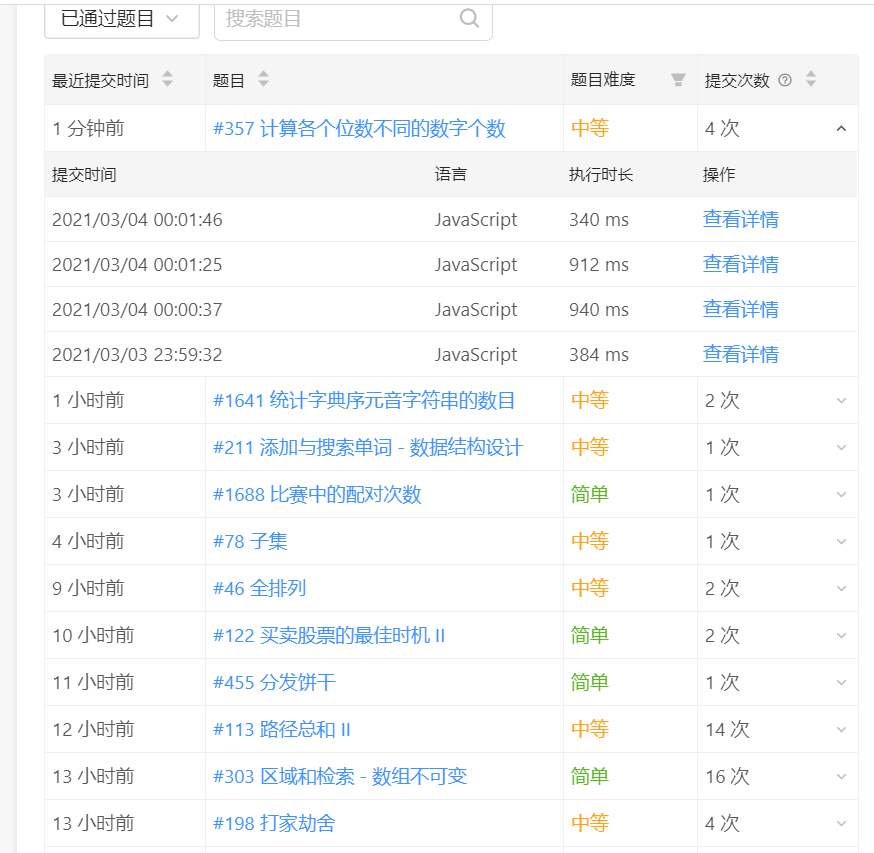 已通过题目 搜索题目
最近提交时间 题目 题目难度 提交次数
1 分钟前 #357 计算各个位数不同的数字个数 中等 4 次
提交时间 语言 执行时长 操作
2021/03/04 00:01:46 JavaScript 340 ms 查看详情
2021/03/04 00:01:25 JavaScript 912 ms 查看详情
2021/03/04 00:00:37 JavaScript 940 ms 查看详情
2021/03/03 23:59:32 JavaScript 384 ms 查看详情
1 小时前 #1641 统计字典序元音字符串的数目 中等 2 次
3 小时前 #211 添加与搜索单词 - 数据结构设计 中等 1 次
3 小时前 #1688 比赛中的配对次数 简单 1 次
4 小时前 #78 子集 中等 1 次
9 小时前 #46 全排列 中等 2 次
10 小时前 #122 买卖股票的最佳时机 II 简单 2 次
11 小时前 #455 分发饼干 简单 1 次
12 小时前 #113 路径总和 II 中等 14 次
13 小时前 #303 区域和检索 - 数组不可变 简单 16 次
13 小时前 #198 打家劫舍 中等 4 次